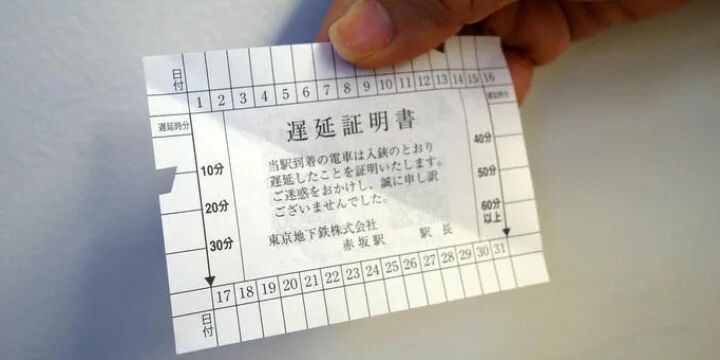 日付
1 2 3 4 5 6 7 8 9 10 11 12 13 14 15 16
遅延時分
遅延時分
遅延証明書
当駅到着の電車は入鋏のとおり
遅延したことを証明いたします。
ご迷惑をおかけし、誠に申し訳
ございませんでした。
東京地下鉄株式会社
赤坂駅 駅長
10分
20分
30分
40分
50分
60分
以上
17 18 19 20 21 22 23 24 25 26 27 28 29 30 31
日付